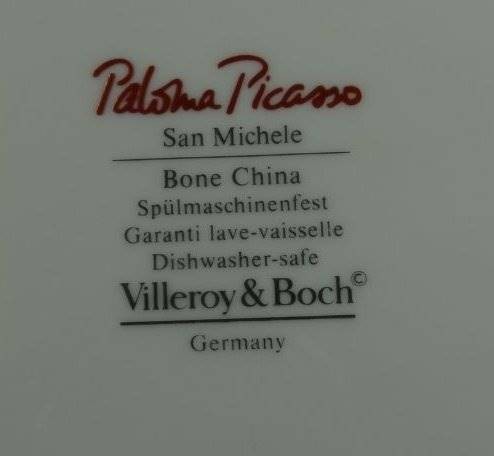 Paloma Picasso
San Michele
Bone China
Spülmaschinenfest
Garanti lave-vaisselle
Dishwasher-safe
Villeroy & Boch©
Germany